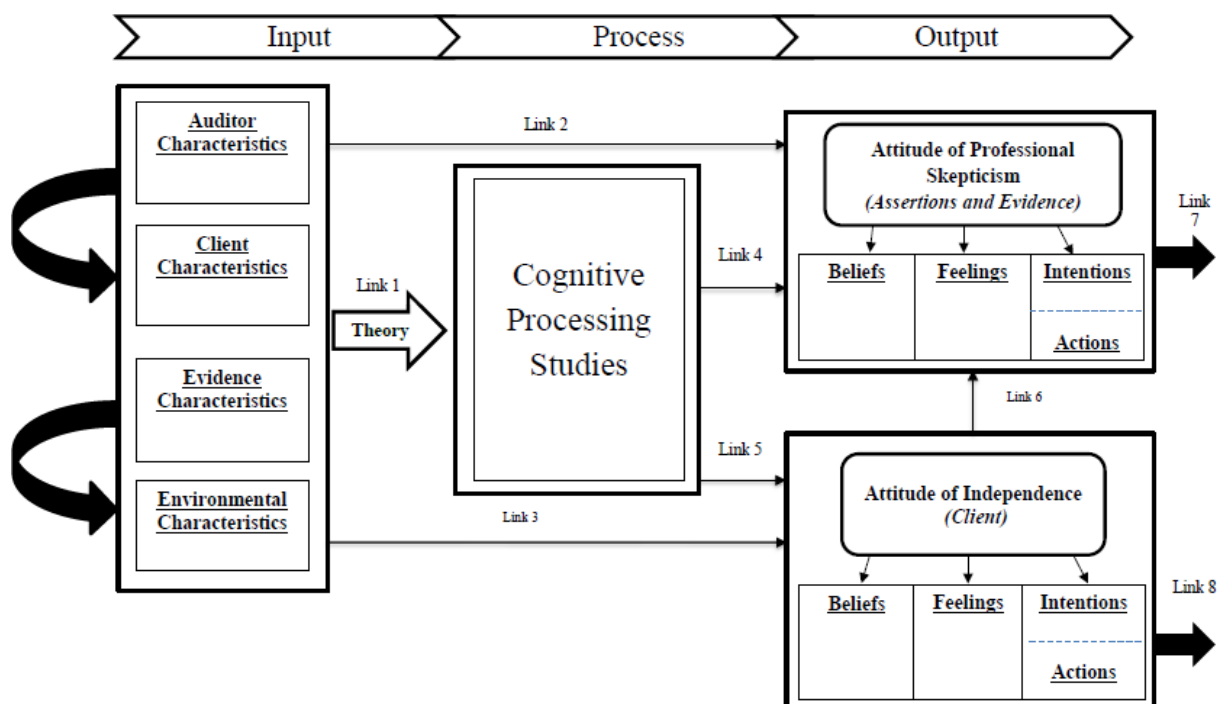 Input
Process
Output
Auditor
Characteristics
Client
Characteristics
Evidence
Characteristics
Environmental
Characteristics
Link 1
Theory
Link 2
Cognitive
Processing
Studies
Link 3
Link 4
Link 5
Attitude of Professional
Skepticism
(Assertions and Evidence)
Beliefs
Feelings
Intentions
Actions
Link
7
Link 6
Attitude of Independence
(Client)
Beliefs
Feelings
Intentions
Actions
Link 8